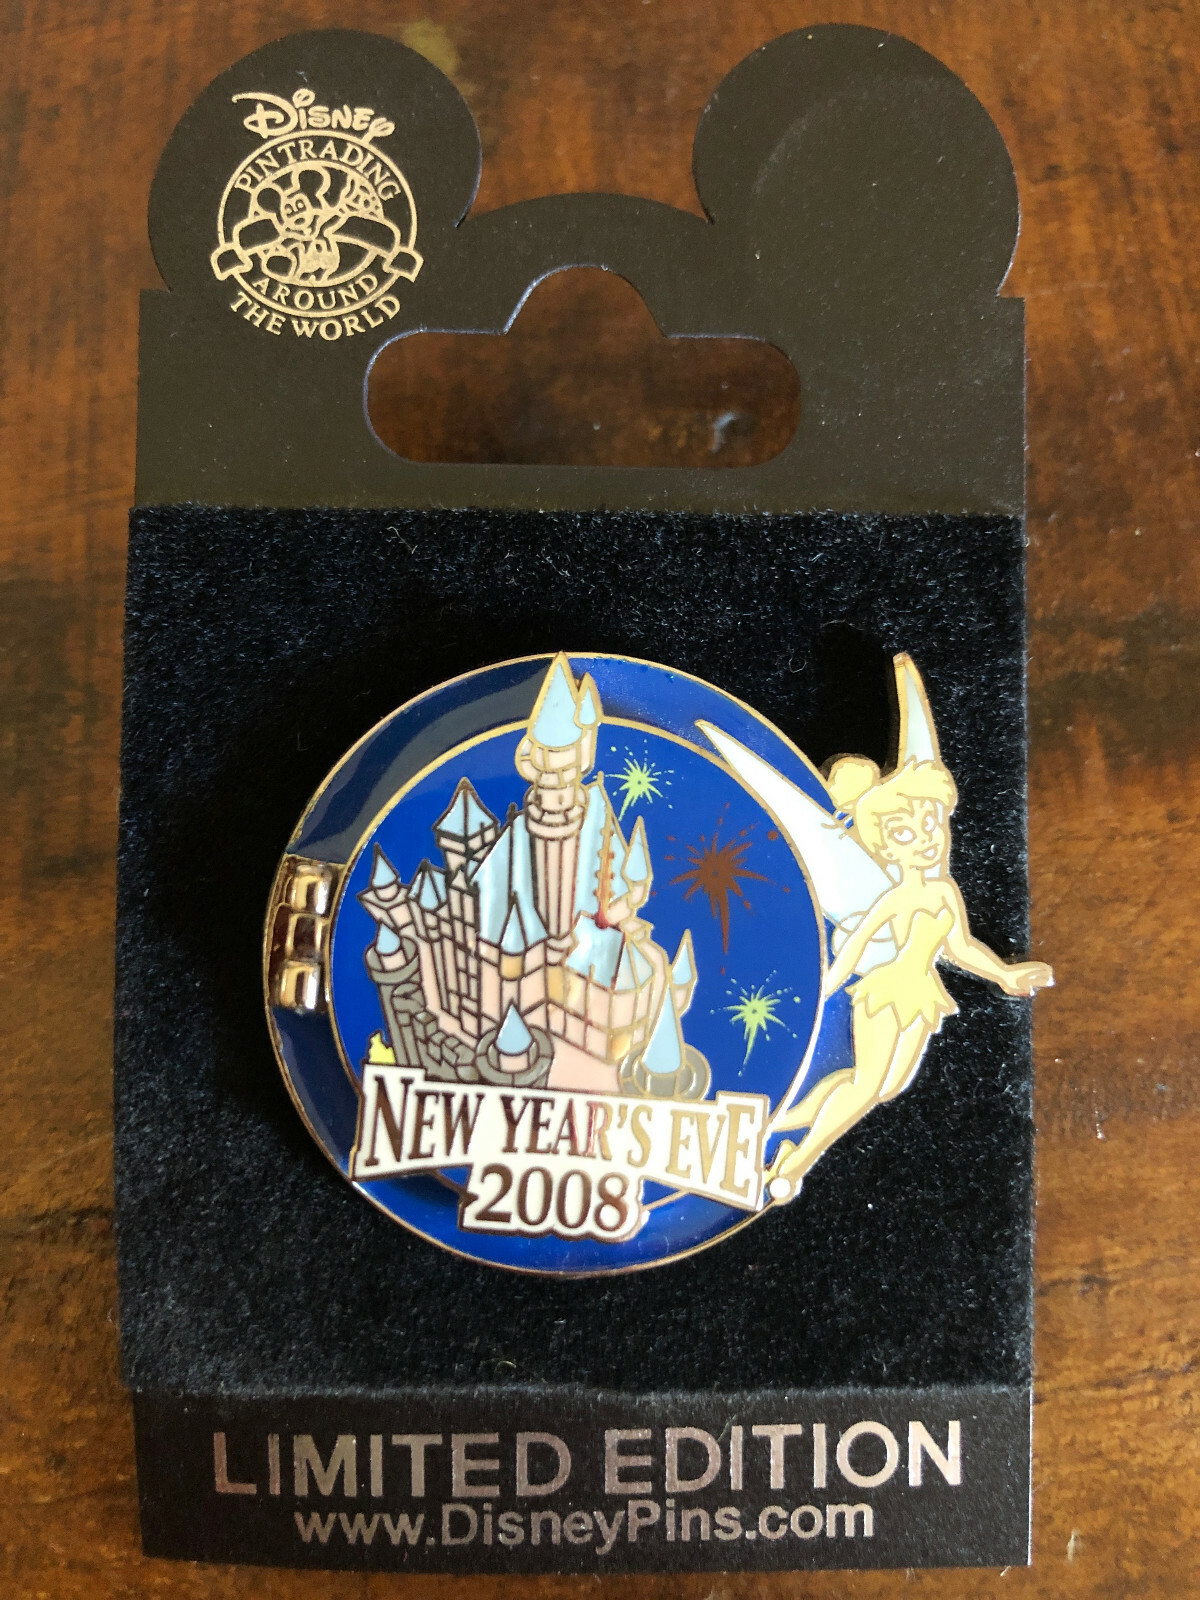 Disney
PIN TRADING
AROUND
THE WORLD
NEW YEAR'S EVE
2008
LIMITED EDITION
www.DisneyPins.com